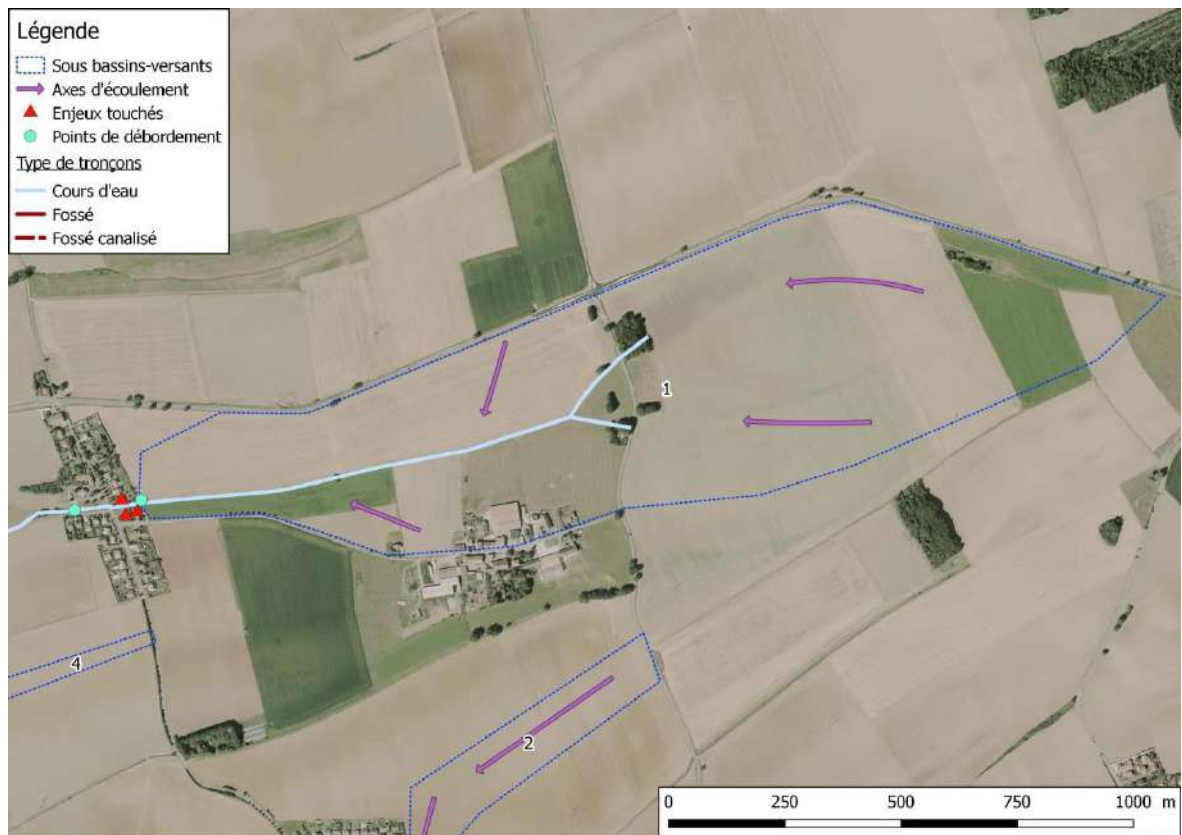 Légende
Sous bassins-versants
Axes d'écoulement
Enjeux touchés
Points de débordement
Type de tronçons
Cours d'eau
Fossé
Fossé canalisé
1
4
2
0 250 500 750 1000 m